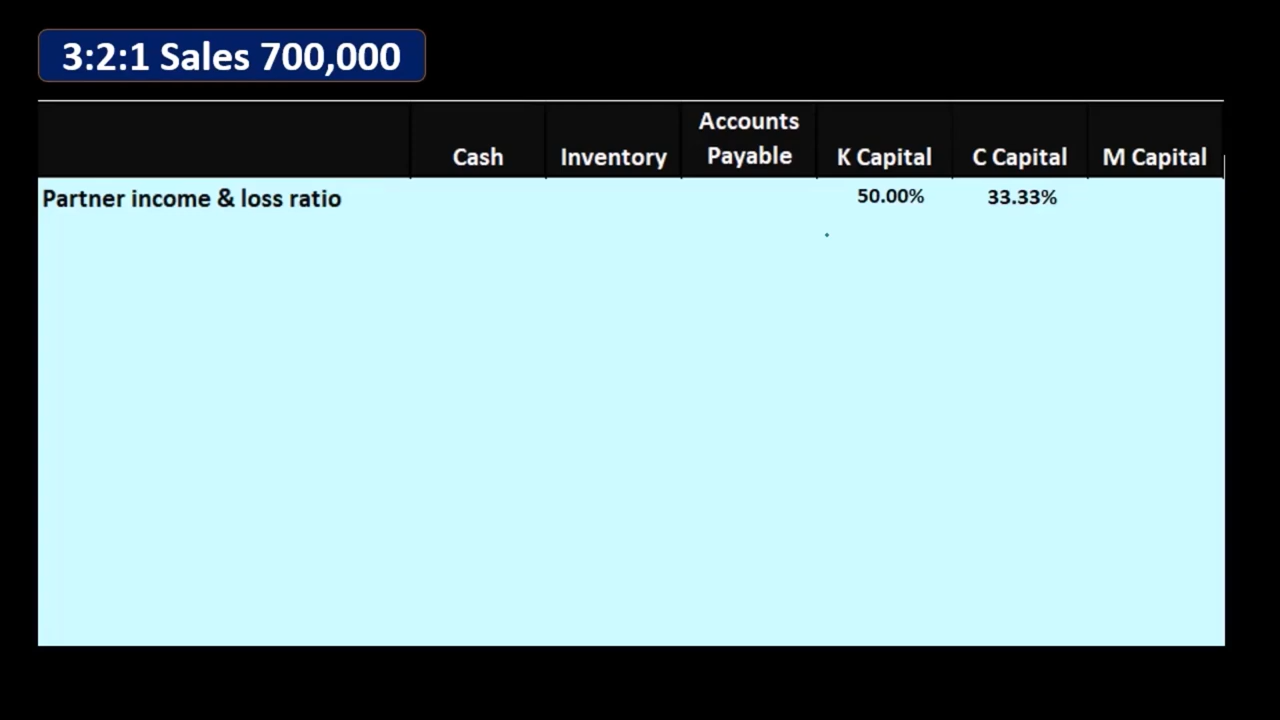 3:2:1 Sales 700,000
Accounts
Cash Inventory Payable K Capital C Capital M Capital
Partner income & loss ratio 50.00% 33.33%